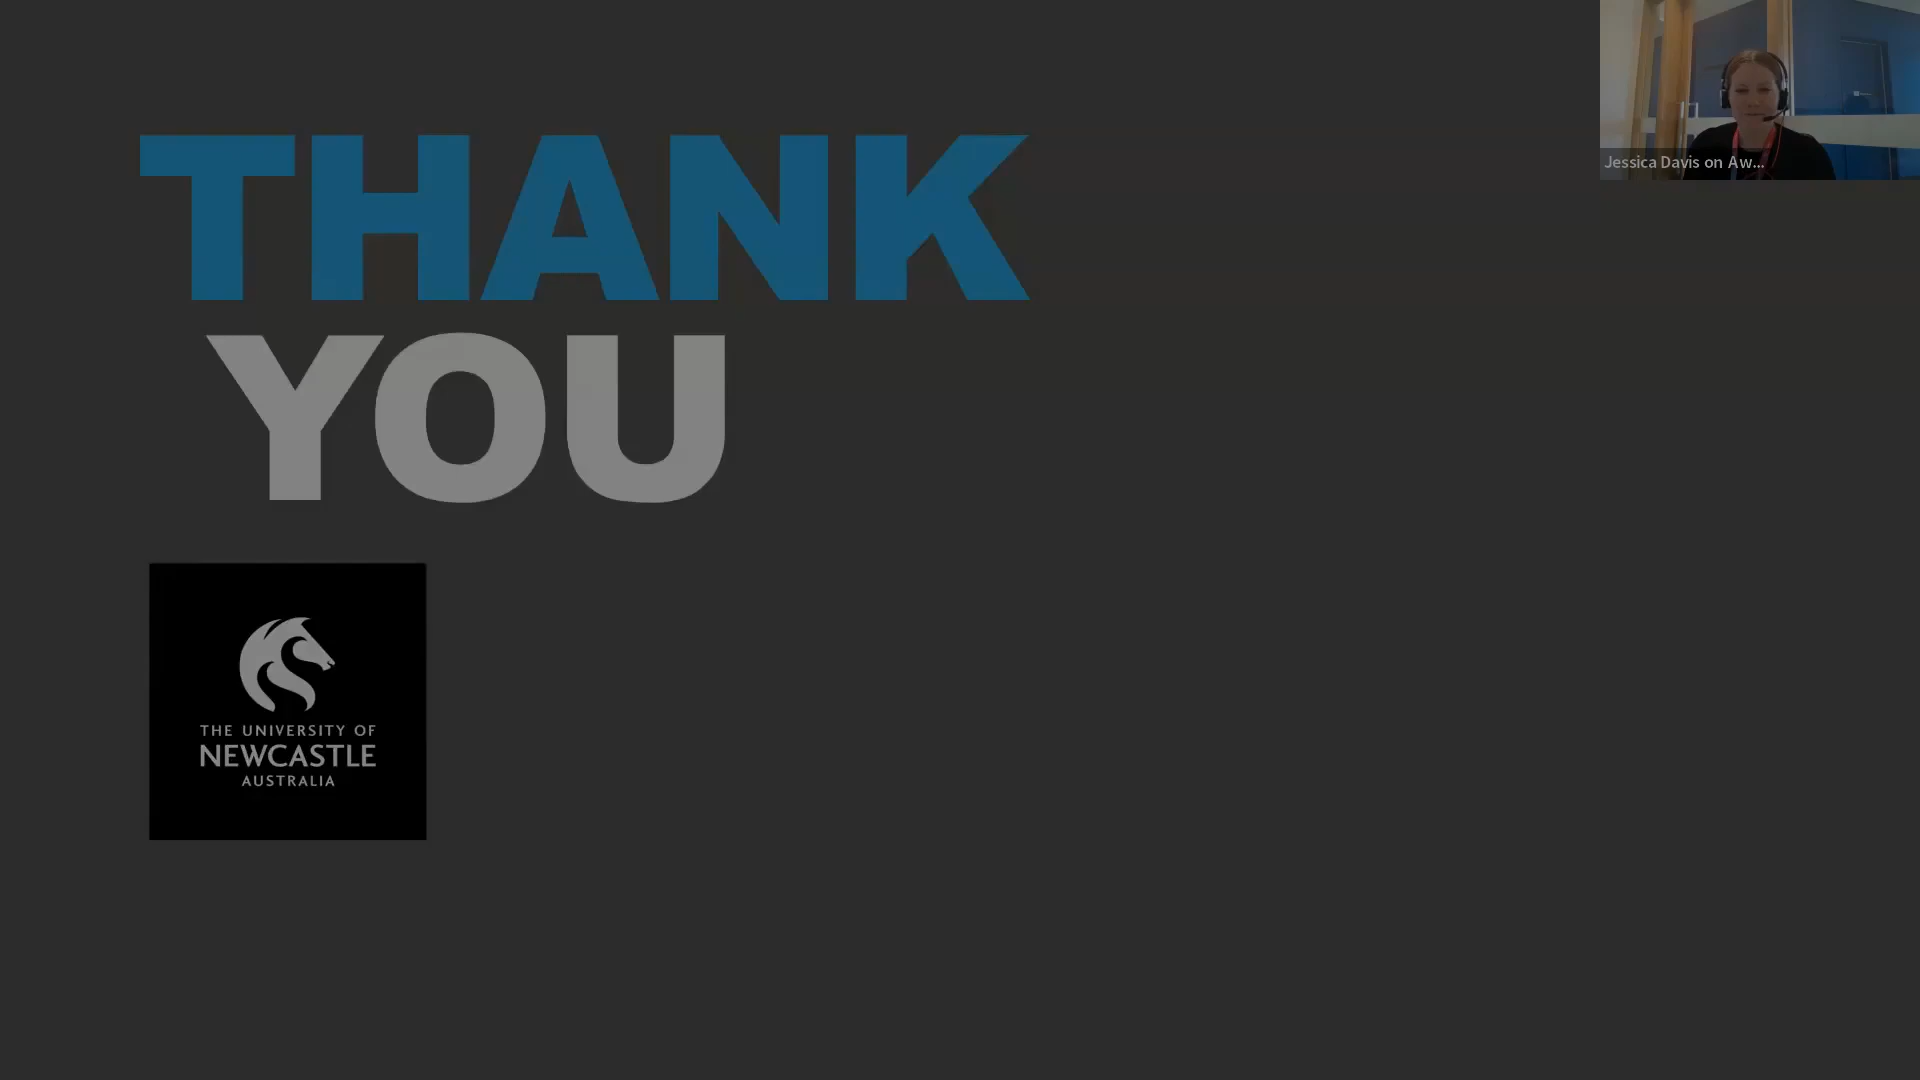 THANK
YOU
THE UNIVERSITY OF
NEWCASTLE
AUSTRALIA
Jessica Davis on Aw...